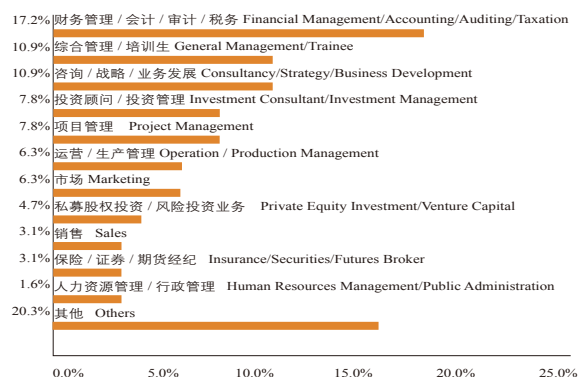 17.2% 财务管理 / 会计 / 审计 / 税务 Financial Management/Accounting/Auditing/Taxation
10.9% 综合管理 / 培训生 General Management/Trainee
10.9% 咨询 / 战略 / 业务发展 Consultancy/Strategy/Business Development
7.8% 投资顾问 / 投资管理 Investment Consultant/Investment Management
7.8% 项目管理 Project Management
6.3% 运营 / 生产管理 Operation / Production Management
6.3% 市场 Marketing
4.7% 私募股权投资 / 风险投资业务 Private Equity Investment/Venture Capital
3.1% 销售 Sales
3.1% 保险 / 证券 / 期货经纪 Insurance/Securities/Futures Broker
1.6% 人力资源管理 / 行政管理 Human Resources Management/Public Administration
20.3% 其他 Others
0.0% 5.0% 10.0% 15.0% 20.0% 25.0%